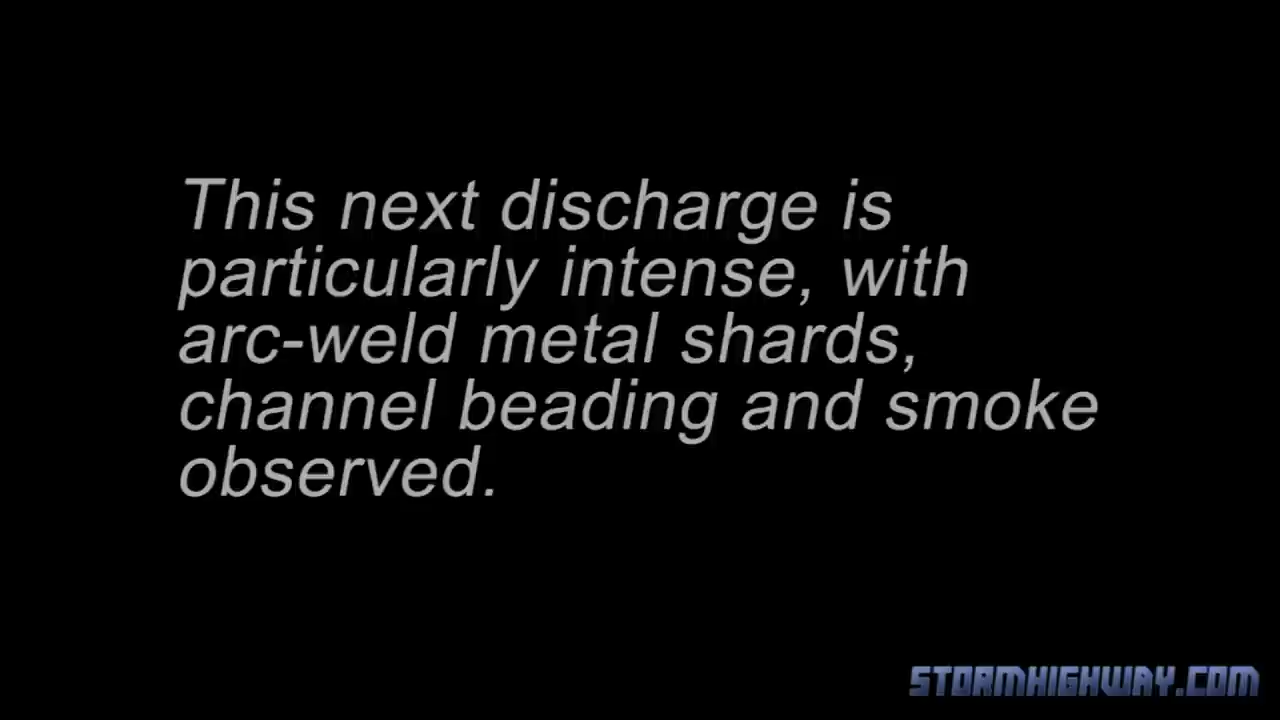 This next discharge is
particularly intense, with
arc-weld metal shards,
channel beading and smoke
observed.
STORMHIGHWAY.COM